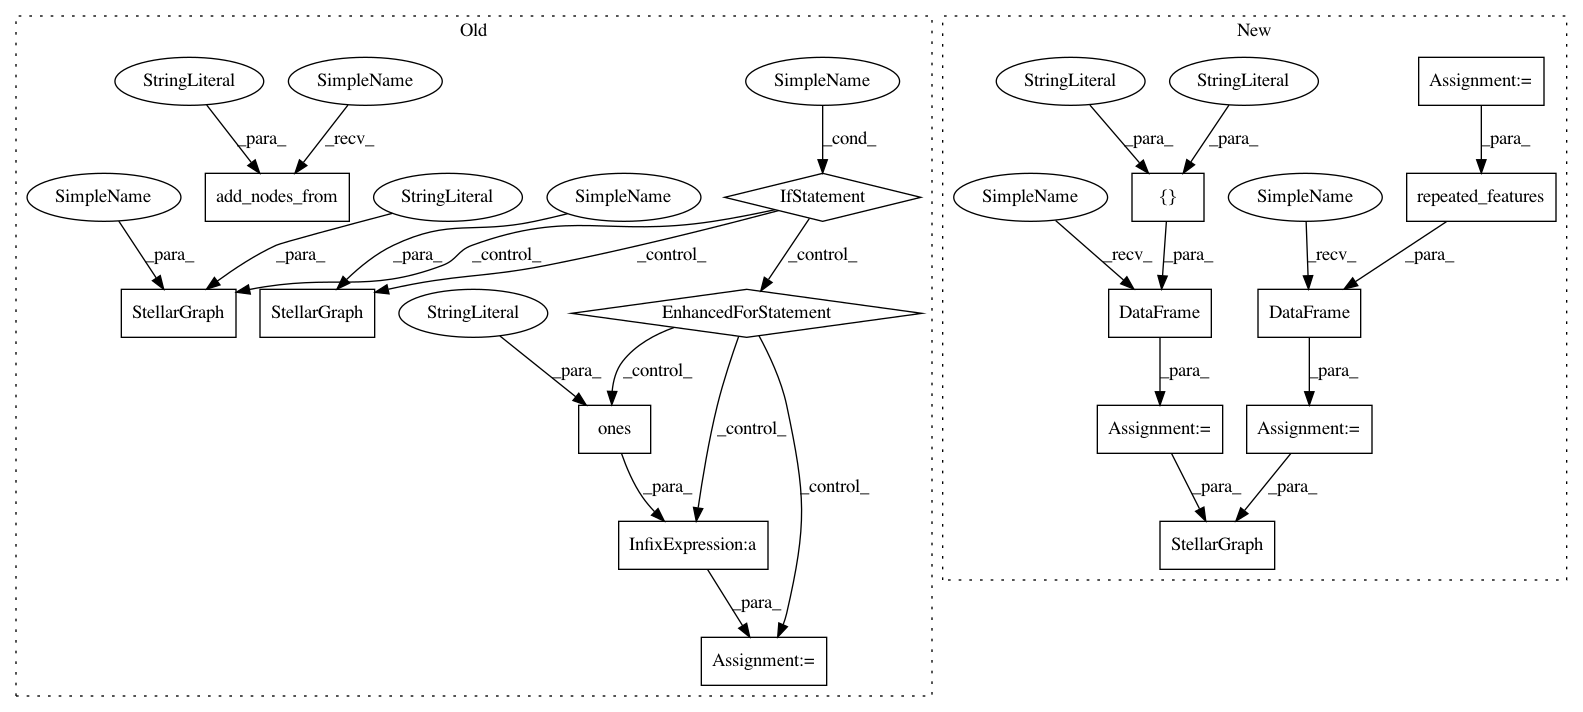 Old
New
StringLiteral
SimpleName
SimpleName
StringLiteral
StringLiteral
Assignment:=
_para_
_recv_
_cond_
_para_
_para_
_para_
SimpleName
add_nodes_from
StringLiteral
SimpleName
IfStatement
SimpleName
{}
SimpleName
repeated_features
_para_
_para_
_para_
_control_
_control_
_control_
_recv_
_para_
_recv_
_para_
StellarGraph
StellarGraph
StringLiteral
EnhancedForStatement
DataFrame
DataFrame
_para_
_control_
_para_
_para_
ones
_control_
Assignment:=
Assignment:=
_para_
_control_
_para_
_para_
InfixExpression:a
StellarGraph
_para_
Assignment:=